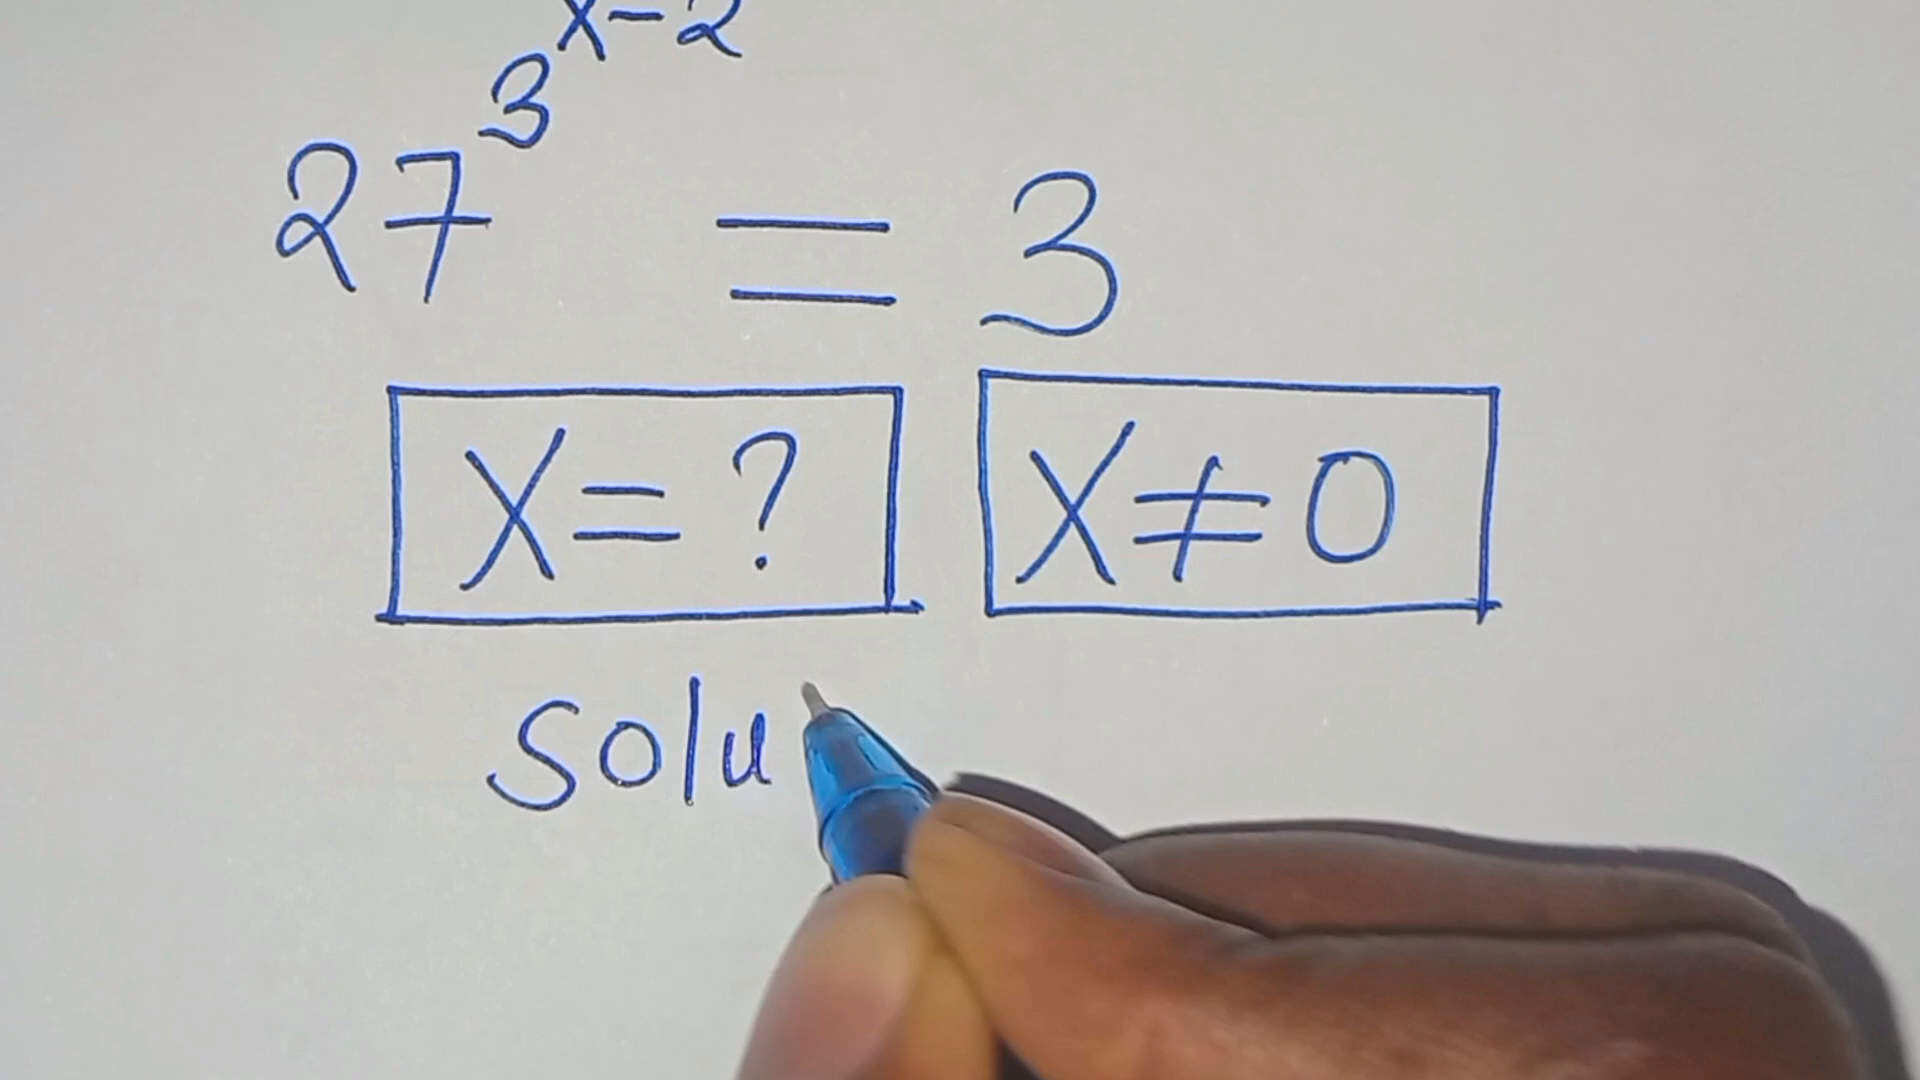 27^3^x-2 = 3
X = ? X ≠ 0
Solu